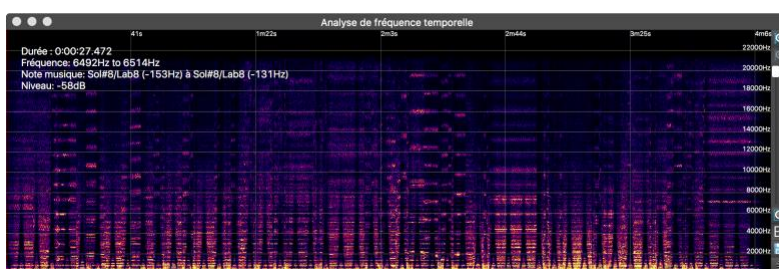 Analyse de fréquence temporelle
41s 1m22s 2m3s 2m44s 3m25s 4m6s
Durée : 0:00:27.472
Fréquence: 6492Hz to 6514Hz
Note musique: Sol#8/Lab8 (-153Hz) à Sol#8/Lab8 (-131Hz)
Niveau: -58dB
22000Hz
20000Hz
18000Hz
16000Hz
14000Hz
12000Hz
10000Hz
8000Hz
6000Hz
4000Hz
2000Hz